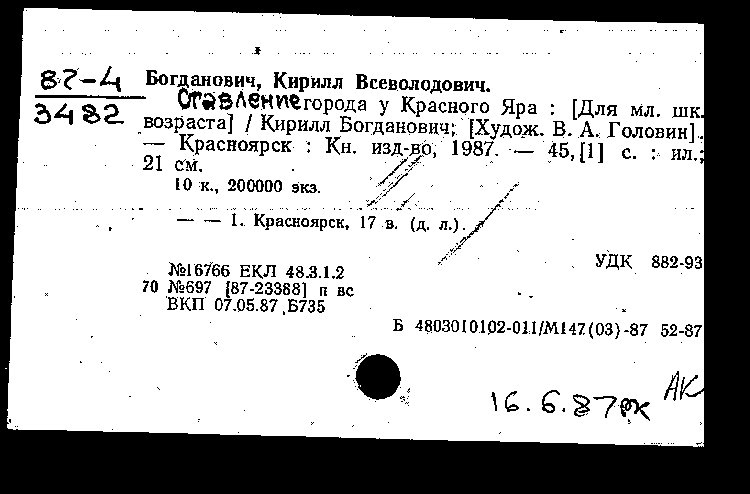 87-4
3482
Богданович, Кирилл Всеволодович.
Ставление города у Красного Яра : [Для мл. шк.
возраста] / Кирилл Богданович; [Худож. В. А. Головин].
— Красноярск : Кн. изд-во, 1987. — 45, [1] с. : ил.;
21 см.
10 к., 200000 экз.
— — 1. Красноярск, 17 в. (д. л.).
УДК 882-93
№16766 ЕКЛ 48.3.1.2
70 №697 [87-23388] п вс
ВКП 07.05.87 Б735
Б 4803010102-011/М147(03)-87 52-87
АК
16.6.87 рк